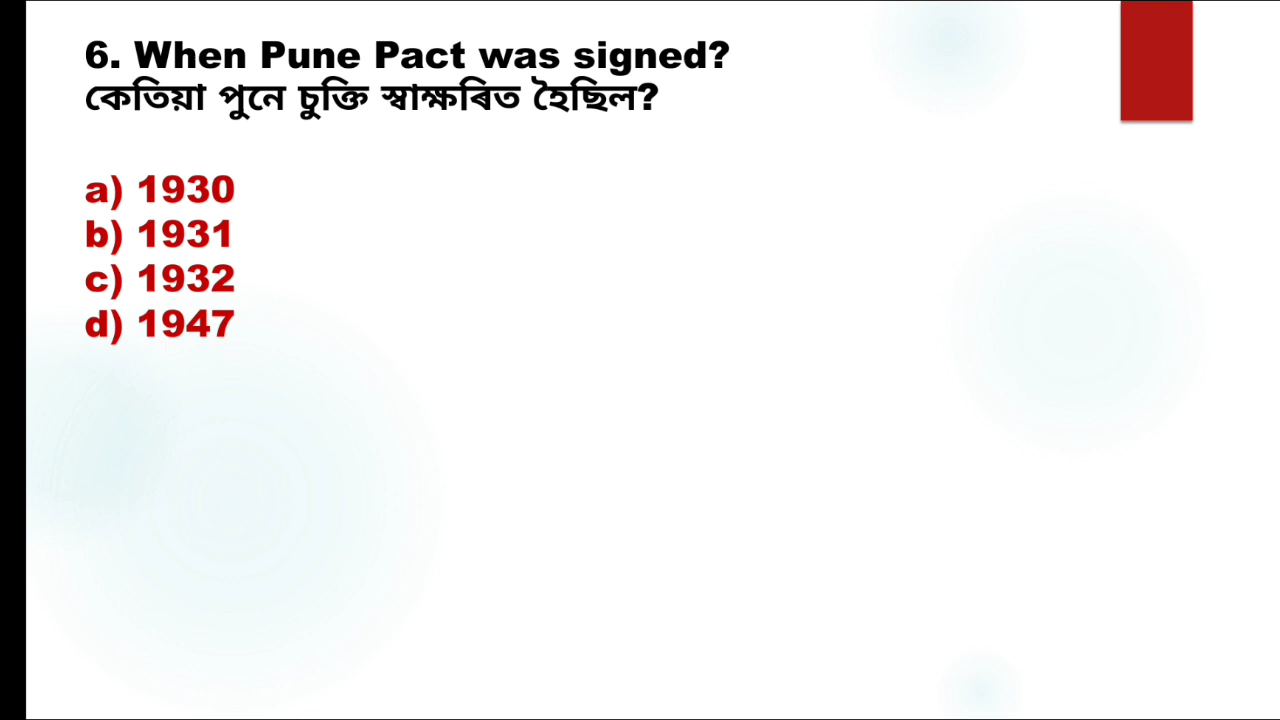 6. When Pune Pact was signed?
কেতিয়া পুনে চুক্তি স্বাক্ষৰিত হৈছিল?
a) 1930
b) 1931
c) 1932
d) 1947